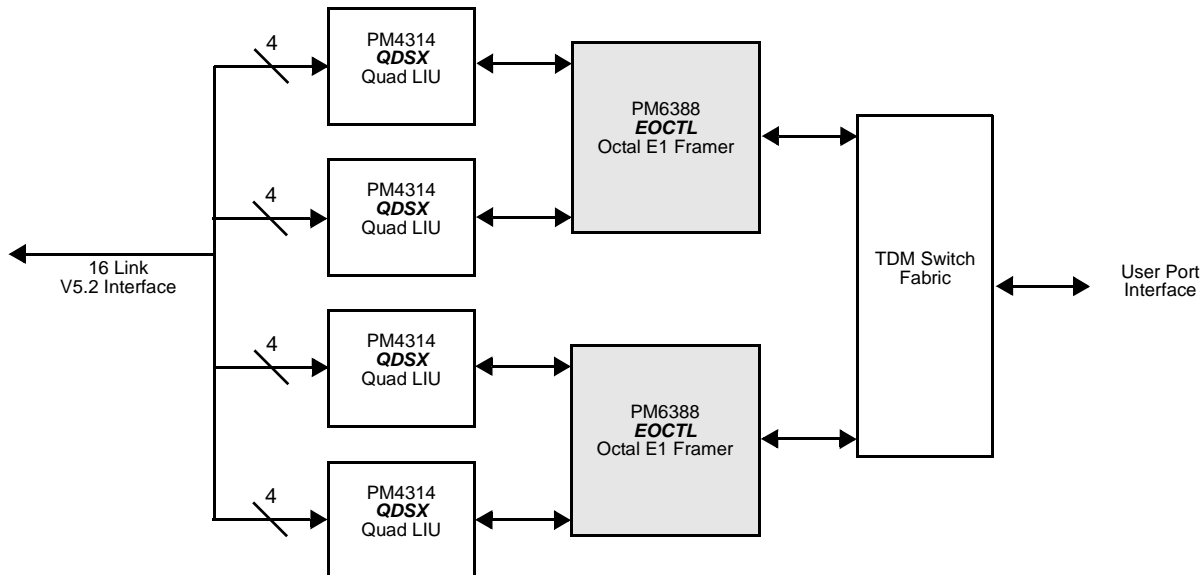 4
PM4314
QDSX
Quad LIU
PM6388
EOCTL
Octal E1 Framer
4
PM4314
QDSX
Quad LIU
16 Link
V5.2 Interface
TDM Switch
Fabric
User Port
Interface
4
PM4314
QDSX
Quad LIU
PM6388
EOCTL
Octal E1 Framer
4
PM4314
QDSX
Quad LIU